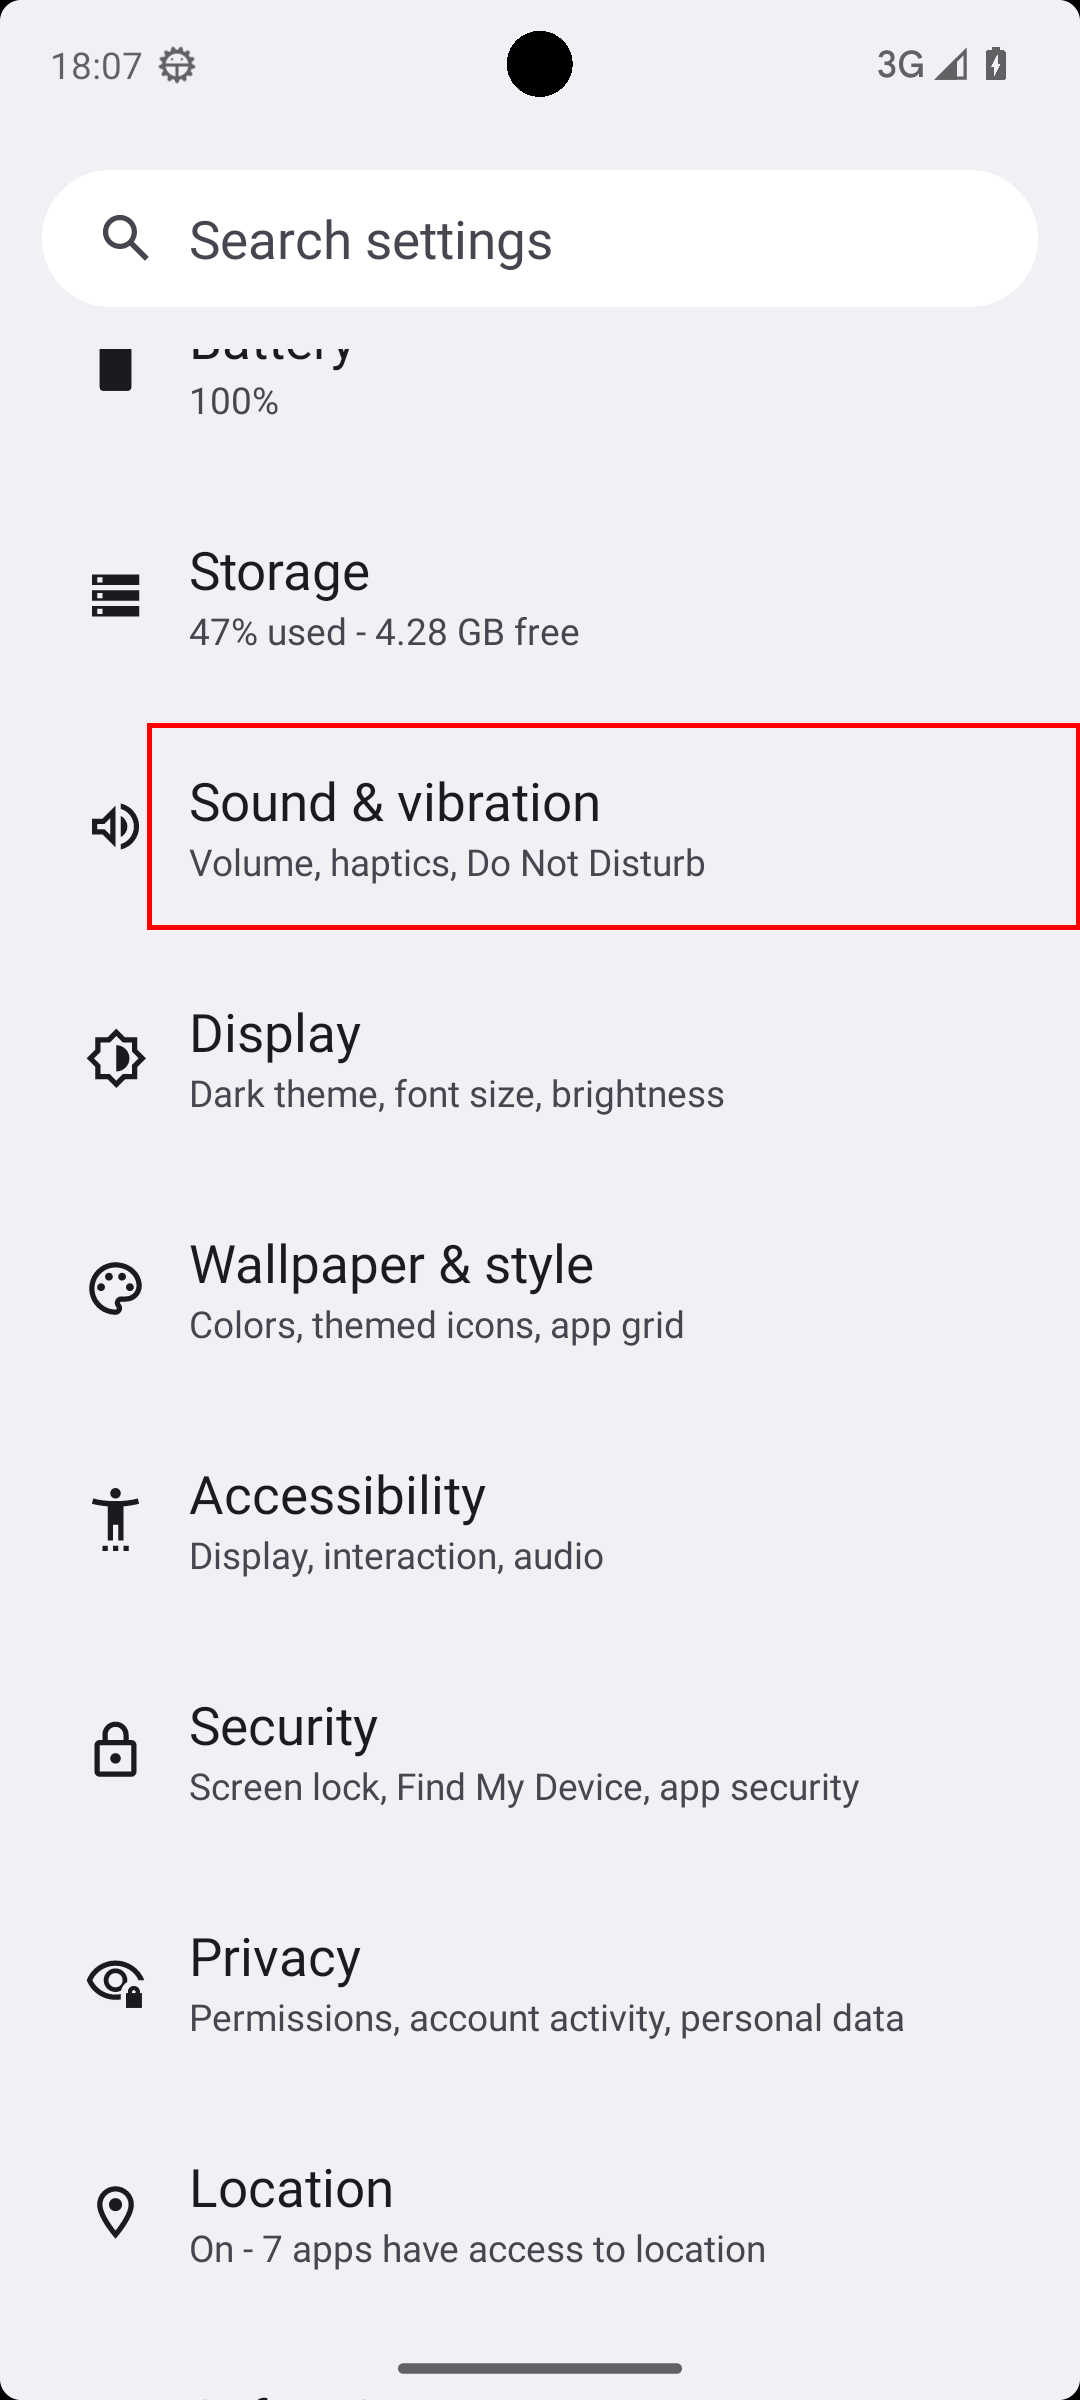 18:07
3G
Search settings
Battery
100%
Storage
47% used - 4.28 GB free
Sound & vibration
Volume, haptics, Do Not Disturb
Display
Dark theme, font size, brightness
Wallpaper & style
Colors, themed icons, app grid
Accessibility
Display, interaction, audio
Security
Screen lock, Find My Device, app security
Privacy
Permissions, account activity, personal data
Location
On - 7 apps have access to location